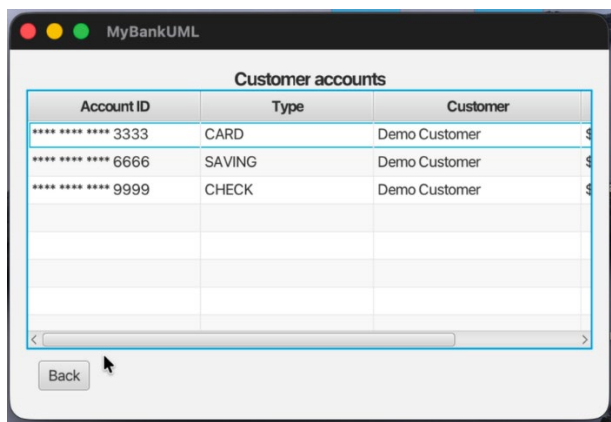 MyBankUML
Customer accounts
Account ID Type Customer
**** **** **** 3333 CARD Demo Customer $
**** **** **** 6666 SAVING Demo Customer $
**** **** **** 9999 CHECK Demo Customer $
Back